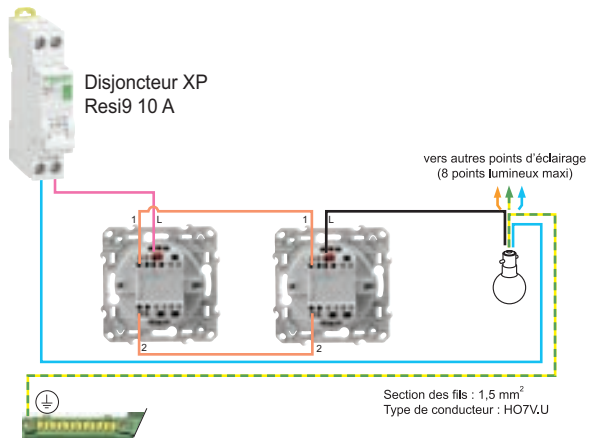 Disjoncteur XP
Resi9 10 A
vers autres points d'éclairage
(8 points lumineux maxi)
1
L
1
L
2
2
Section des fils : 1,5 mm²
Type de conducteur : HO7V.U